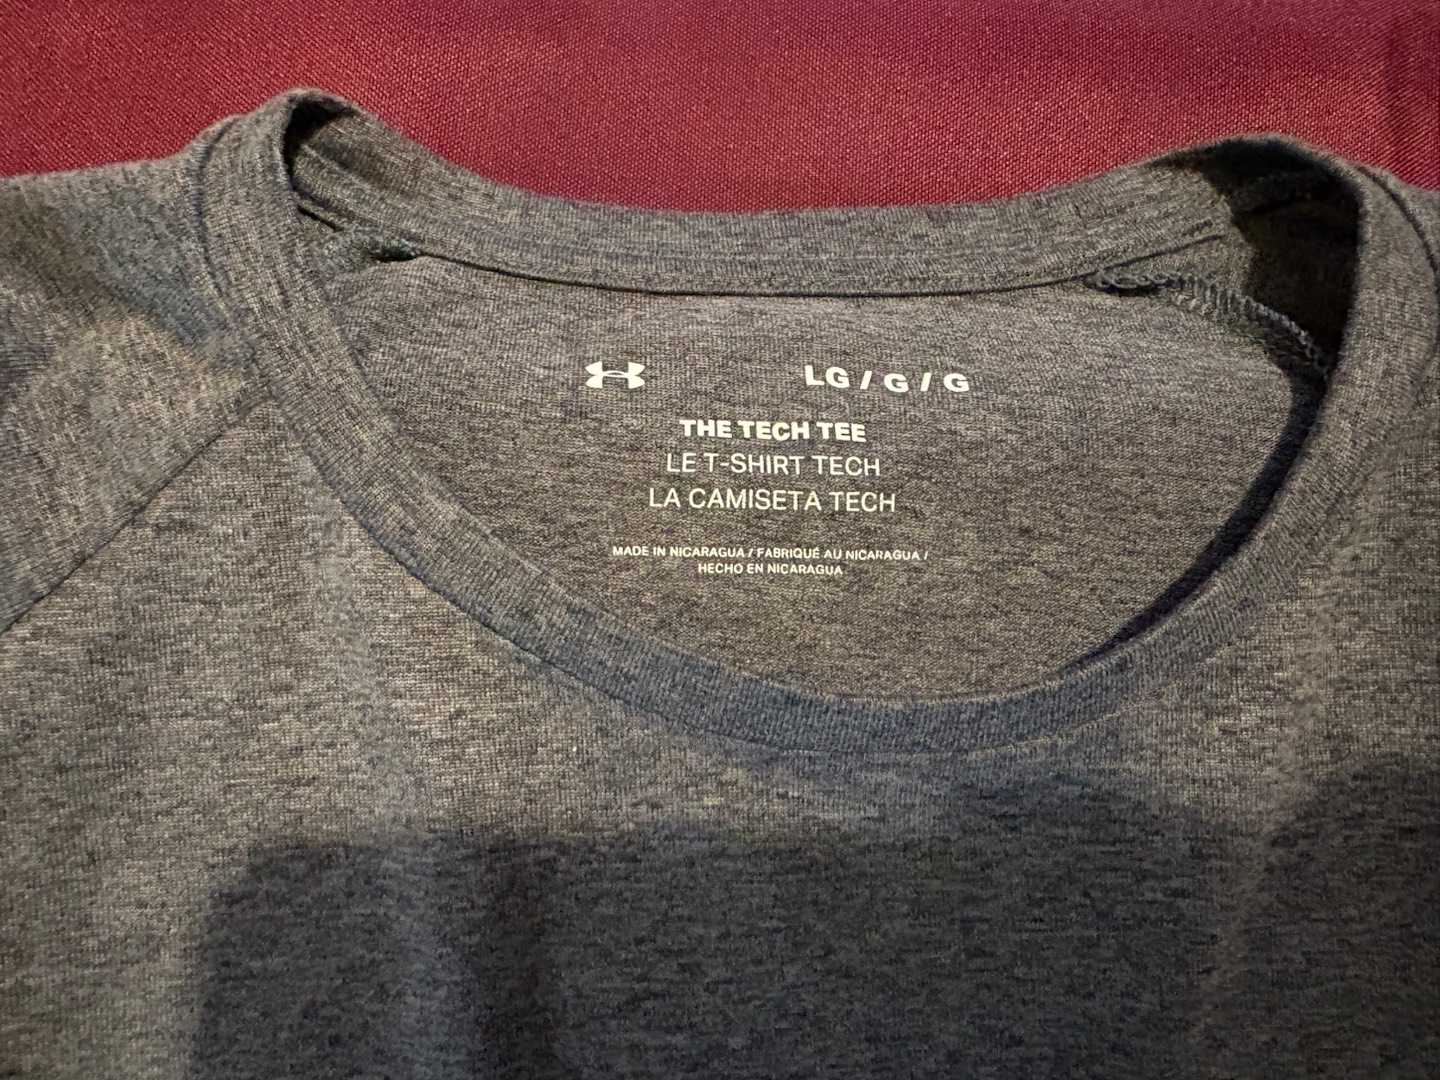 LG / G / G
THE TECH TEE
LE T-SHIRT TECH
LA CAMISETA TECH
MADE IN NICARAGUA / FABRIQUÉ AU NICARAGUA /
HECHO EN NICARAGUA